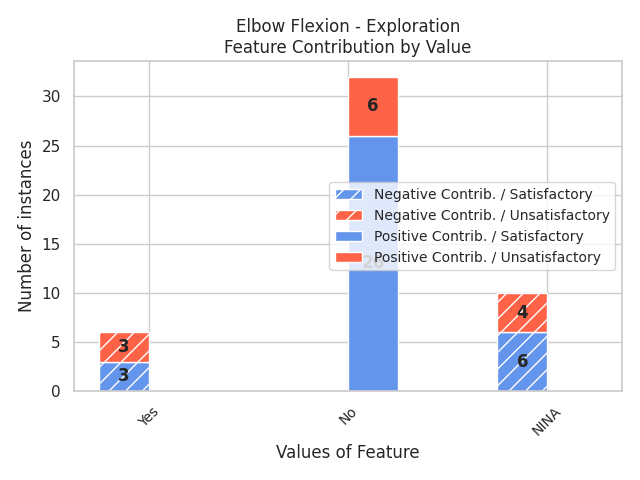 Elbow Flexion - Exploration
Feature Contribution by Value
Number of instances
30
25
20
15
10
5
0
6
26
3
3
4
6
Negative Contrib. / Satisfactory
Negative Contrib. / Unsatisfactory
Positive Contrib. / Satisfactory
Positive Contrib. / Unsatisfactory
Yes
No
NINA
Values of Feature